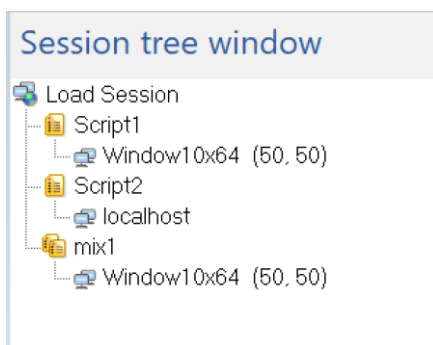 Session tree window
Load Session
Script1
Window10x64 (50, 50)
Script2
localhost
mix1
Window10x64 (50, 50)